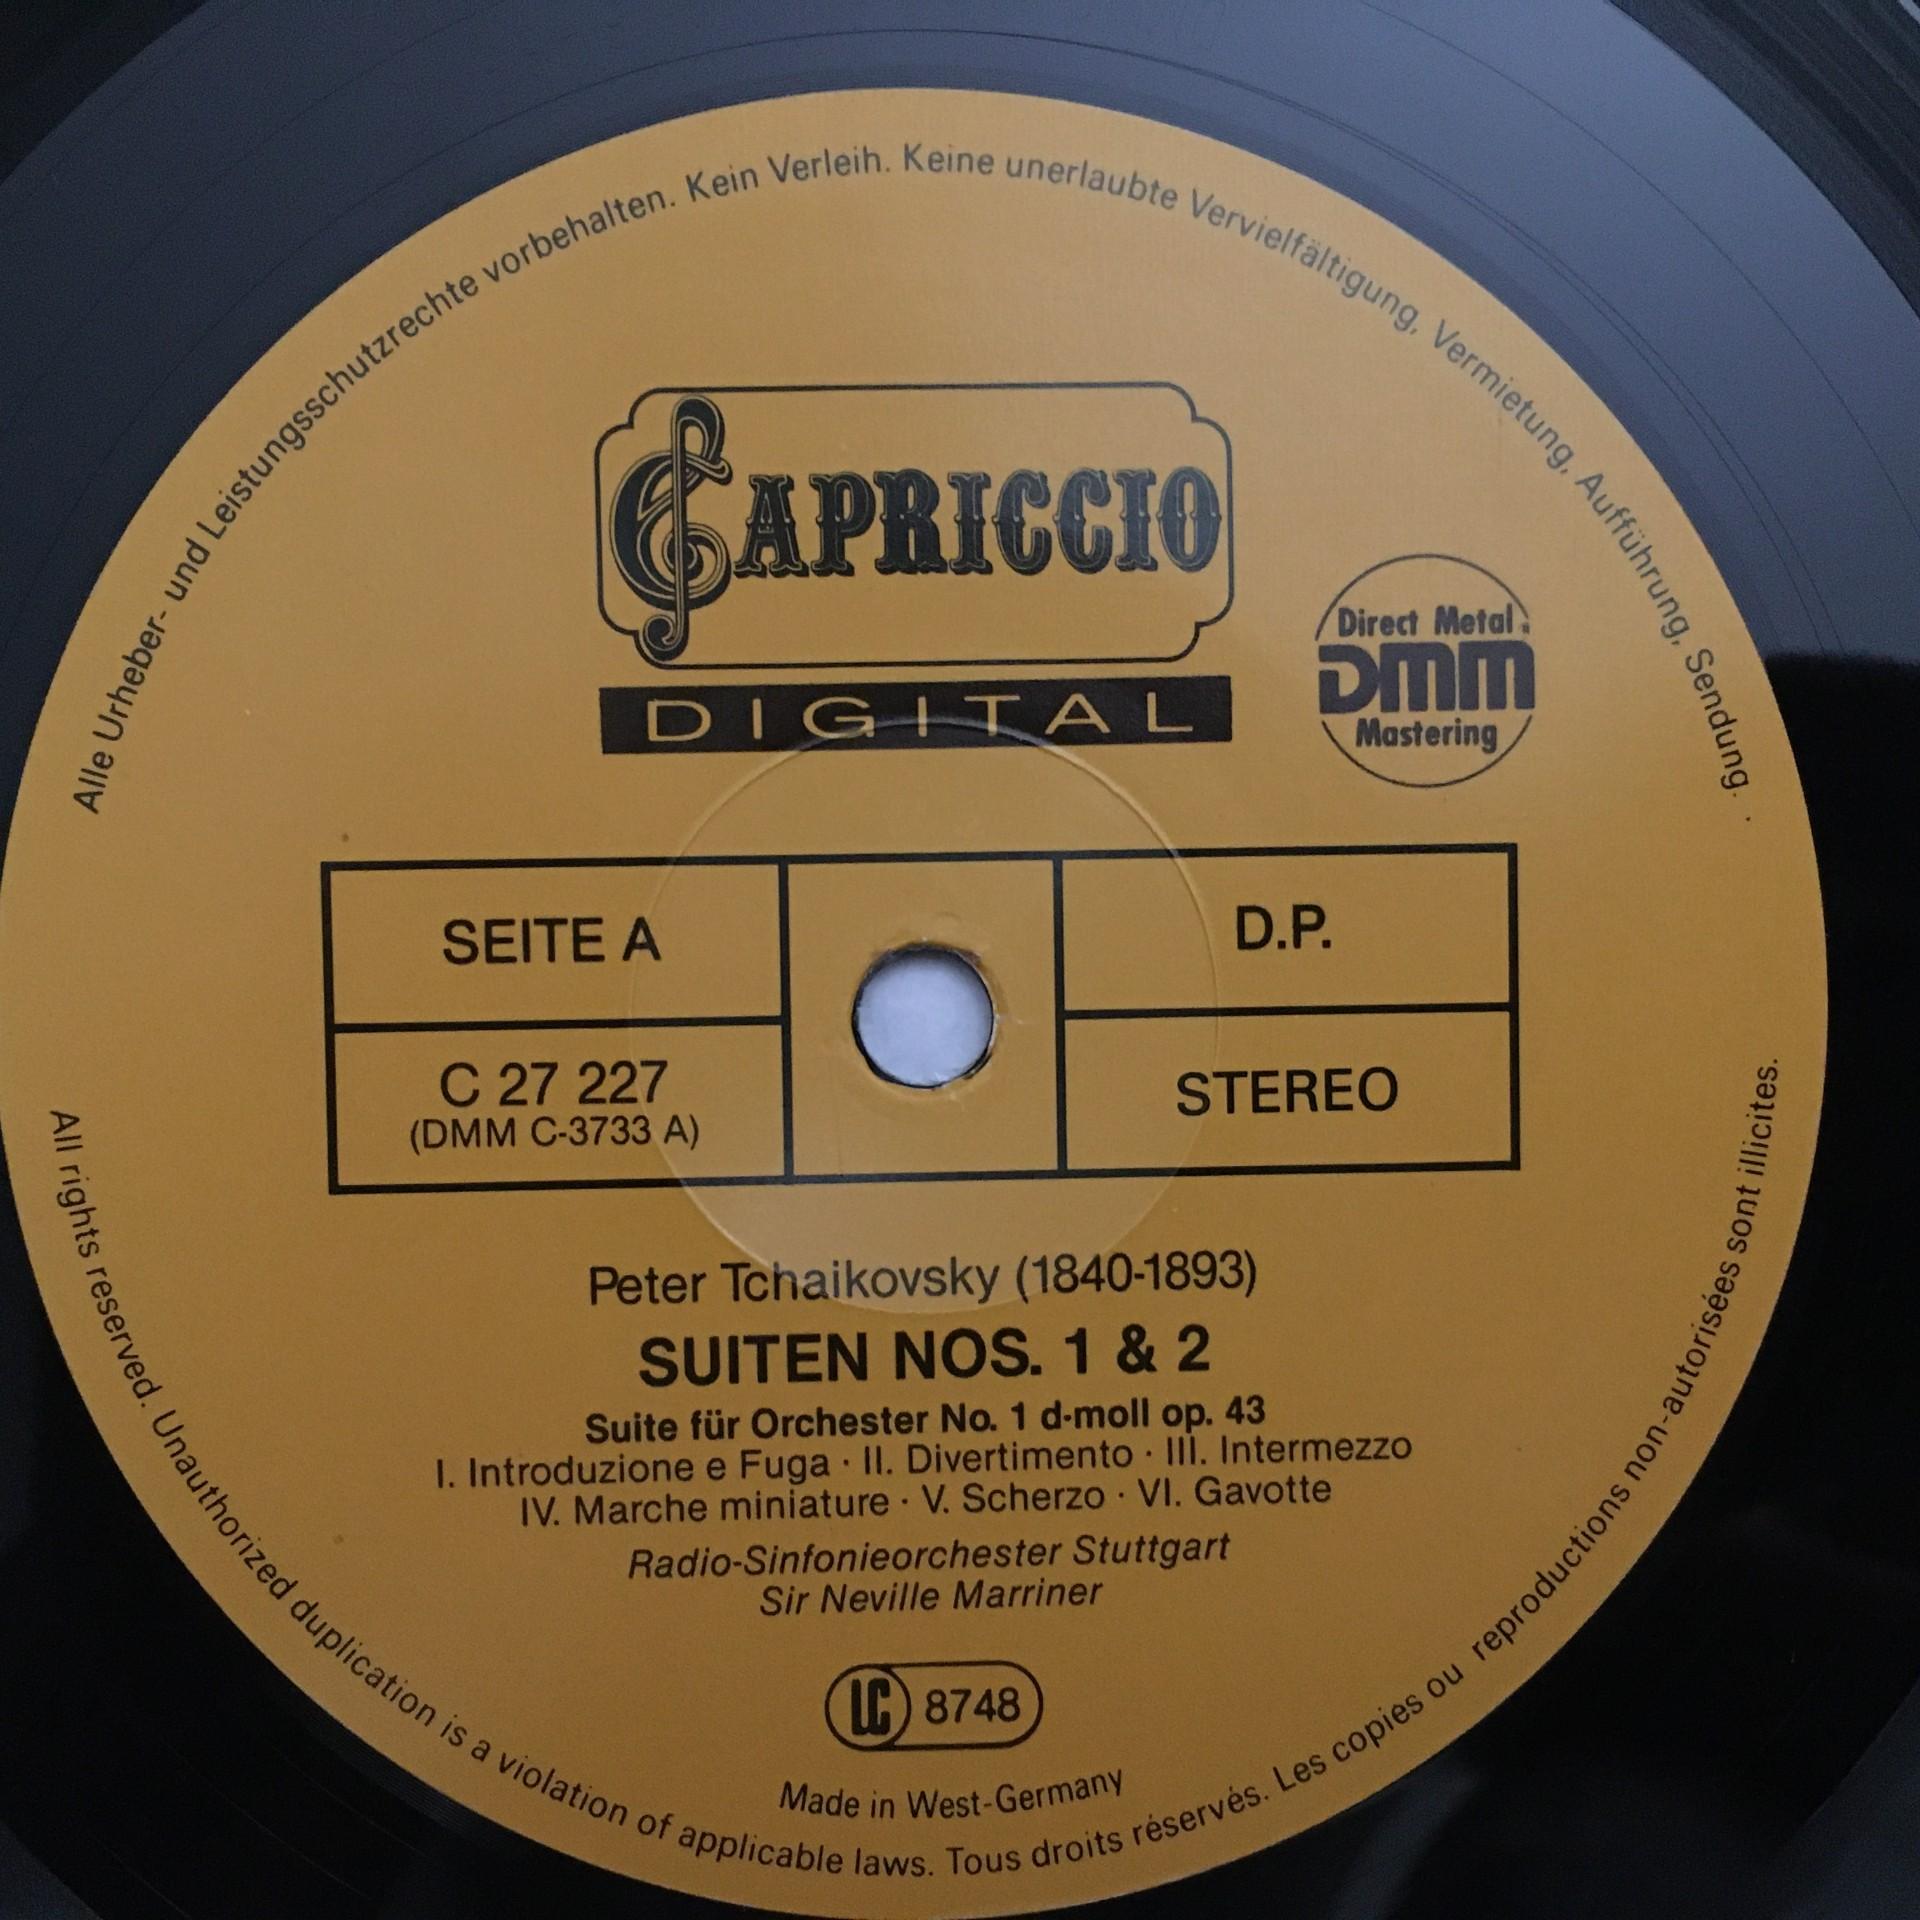 Alle Urheber- und Leistungsschutzrechte vorbehalten. Kein Verleih. Keine unerlaubte Vervielfältigung, Vermietung, Aufführung, Sendung.
CAPRICCIO
DIGITAL
Direct Metal
DMM
Mastering
SEITE A
D.P.
C 27 227
(DMM C-3733 A)
STEREO
Peter Tchaikovsky (1840-1893)
SUITEN NOS. 1 & 2
Suite für Orchester No. 1 d-moll op. 43
I. Introduzione e Fuga · II. Divertimento · III. Intermezzo
IV. Marche miniature · V. Scherzo · VI. Gavotte
Radio-Sinfonieorchester Stuttgart
Sir Neville Marriner
LC 8748
Made in West-Germany
All rights reserved. Unauthorized duplication is a violation of applicable laws. Tous droits réservés. Les copies ou reproductions non-autorisées sont illicites.